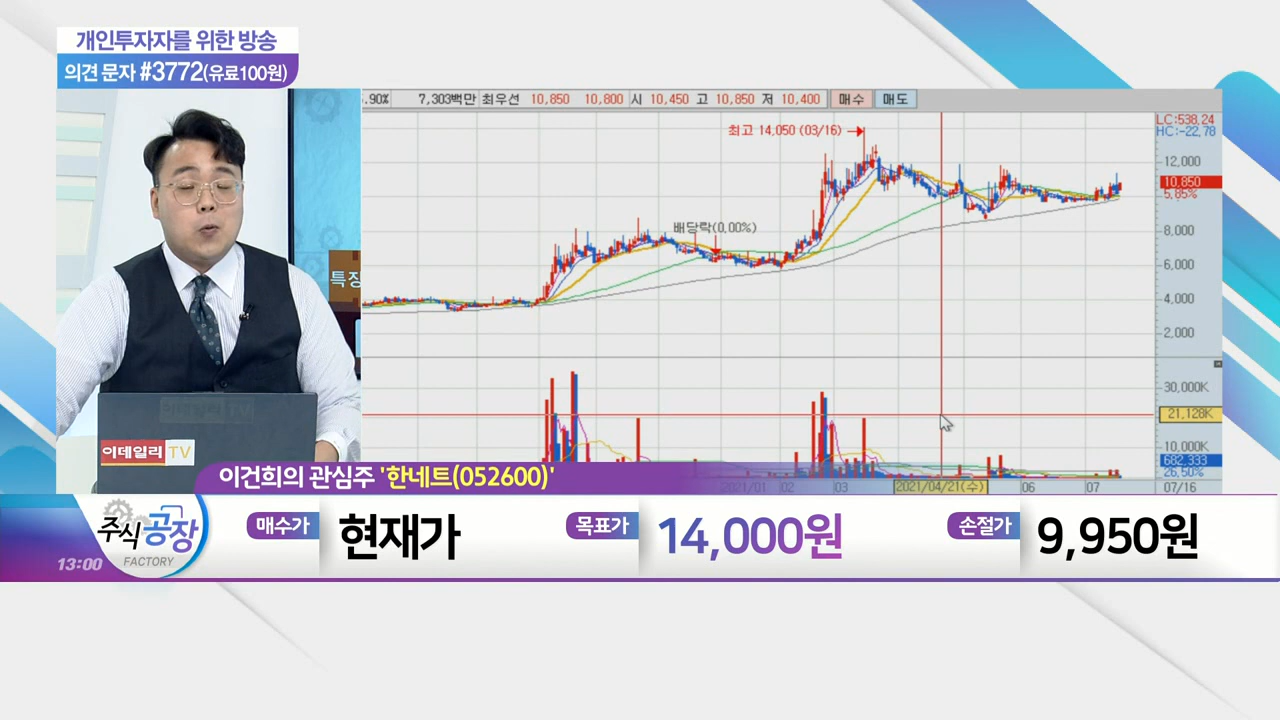 개인투자자를 위한 방송
의견 문자 #3772(유료100원)
.90% 7,303백만 최우선 10,850 10,800 시 10,450 고 10,850 저 10,400 매수 매도
최고 14,050 (03/16)
LC:538.24
HC:-22.78
12,000
10,850
5.85%
배당락(0.00%)
8,000
6,000
4,000
2,000
특징
30,000K
21,128K
10,000K
682,333
26.50%
2021/01 02 03 2021/04/21(수) 06 07 07/16
이데일리 TV
이데일리 TV
이건희의 관심주 '한네트(052600)'
주식공장
FACTORY
13:00
매수가 현재가 목표가 14,000원 손절가 9,950원